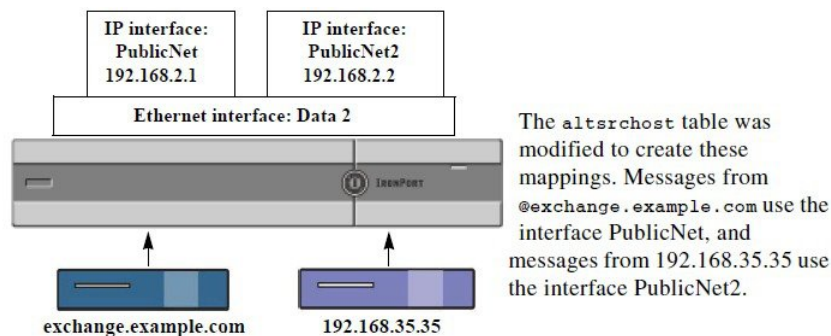 IP interface:
PublicNet
192.168.2.1
IP interface:
PublicNet2
192.168.2.2
Ethernet interface: Data 2
IRONPORT
The altsrchost table was
modified to create these
mappings. Messages from
@exchange.example.com use the
interface PublicNet, and
messages from 192.168.35.35 use
the interface PublicNet2.
exchange.example.com
192.168.35.35